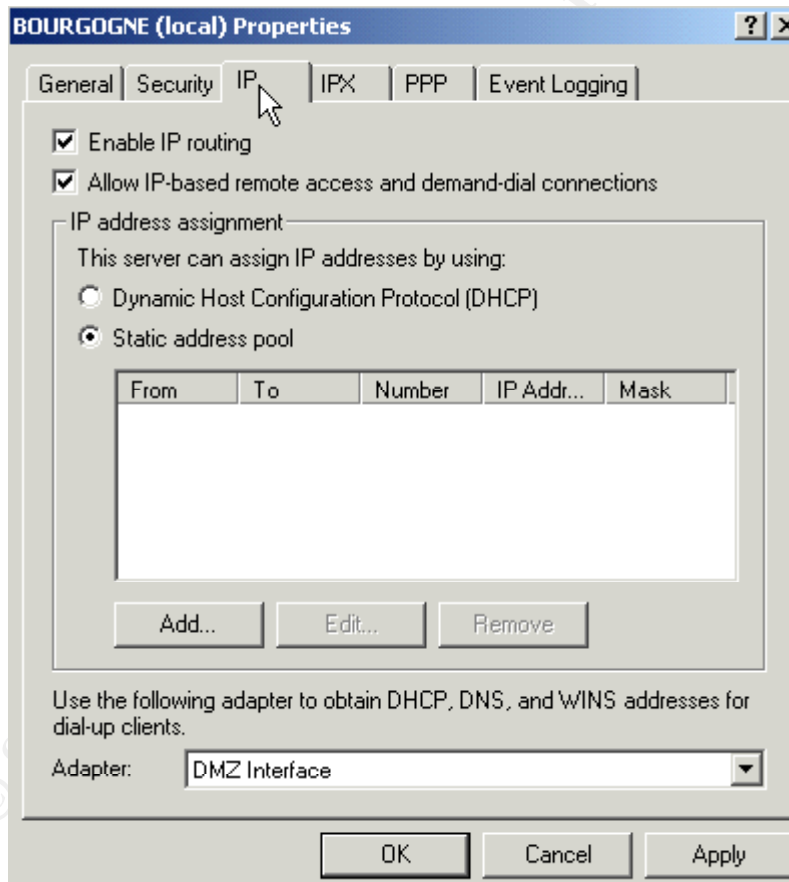 BOURGOGNE (local) Properties
General Security IP IPX PPP Event Logging
Enable IP routing
Allow IP-based remote access and demand-dial connections
IP address assignment
This server can assign IP addresses by using:
Dynamic Host Configuration Protocol (DHCP)
Static address pool
From To Number IP Addr... Mask
Add... Edit... Remove
Use the following adapter to obtain DHCP, DNS, and WINS addresses for
dial-up clients.
Adapter: DMZ Interface
OK Cancel Apply